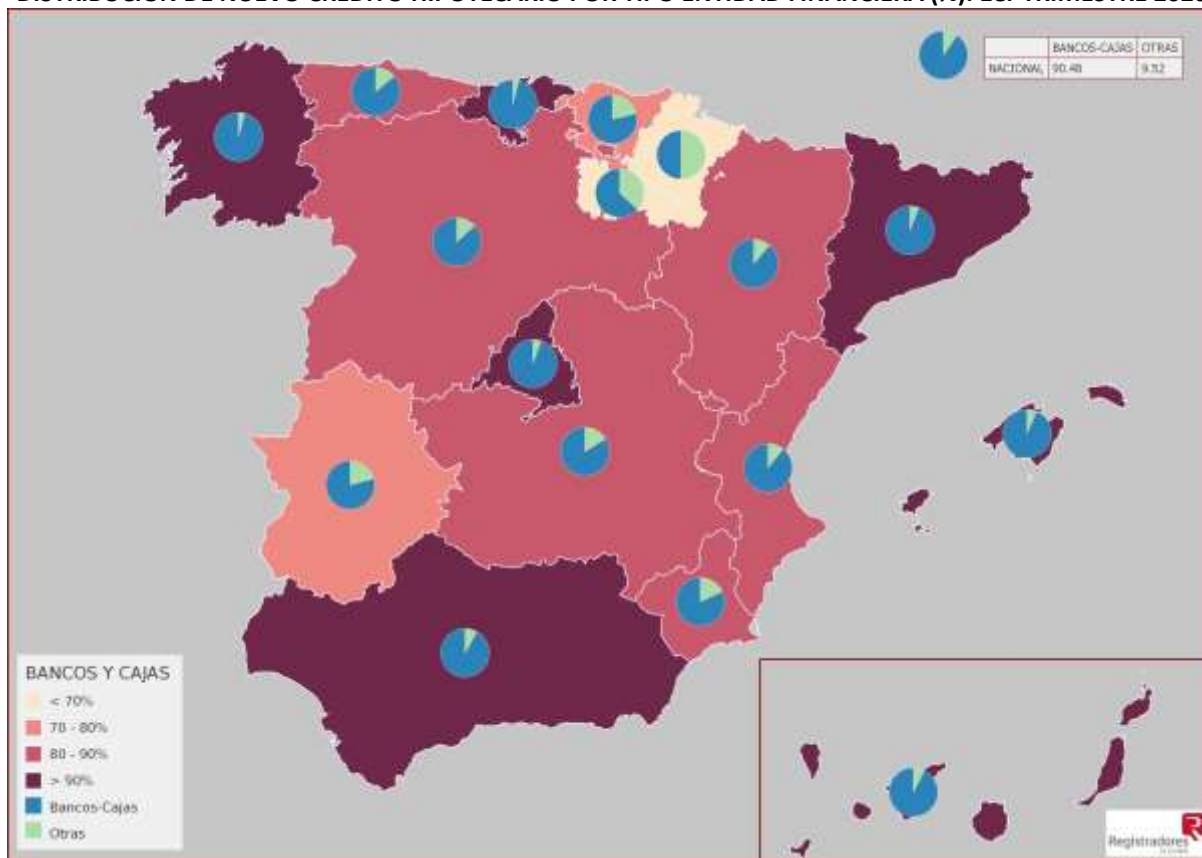 BANCOS-CAJAS OTRAS
NACIONAL 90.48 9.52
BANCOS Y CAJAS
< 70%
70 - 80%
80 - 90%
> 90%
Bancos-Cajas
Otras
Registradores